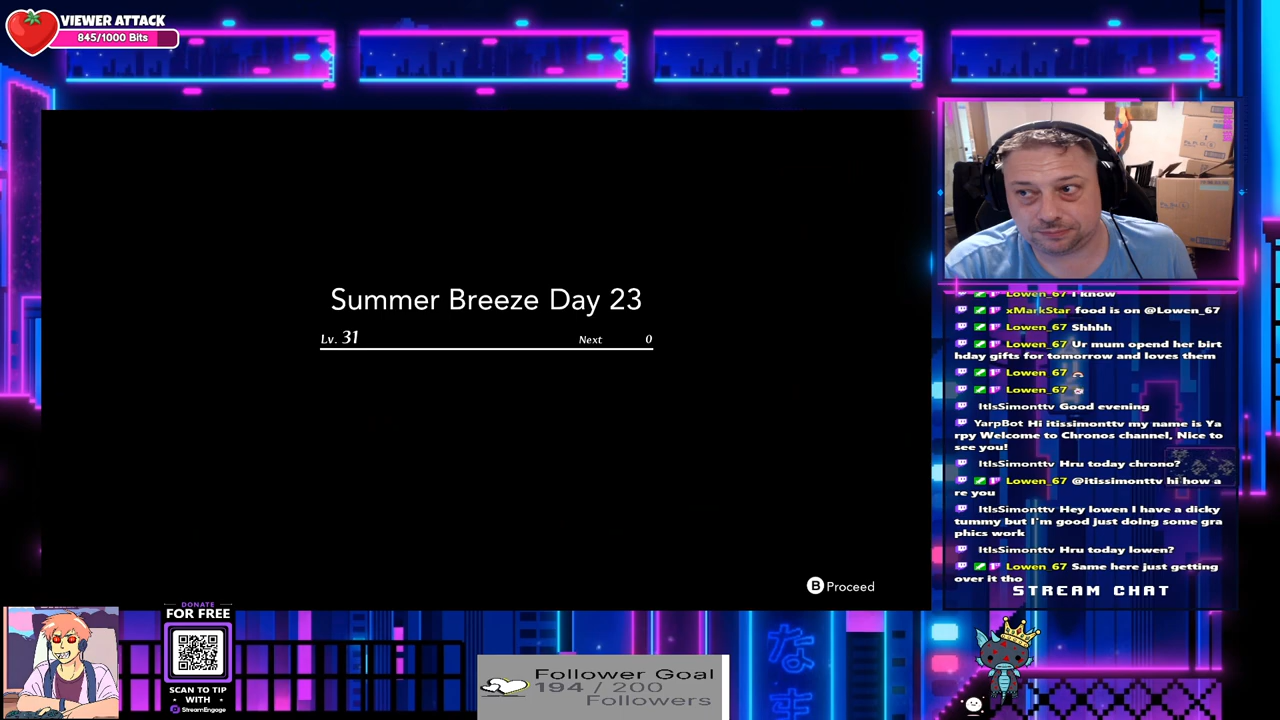 VIEWER ATTACK
845/1000 Bits
Summer Breeze Day 23
Lv. 31 Next 0
B Proceed
Lowen_67 I know
xMarkStar food is on @Lowen_67
Lowen_67 Shhhh
Lowen_67 Ur mum opend her birt
hday gifts for tomorrow and loves them
Lowen_67
Lowen_67
ItIsSimonttv Good evening
YarpBot Hi itissimonttv my name is Ya
rpy Welcome to Chronos channel, Nice to
see you!
ItIsSimonttv Hru today chrono?
Lowen_67 @itissimonttv hi how a
re you
ItIsSimonttv Hey lowen I have a dicky
tummy but I'm good just doing some gra
phics work
ItIsSimonttv Hru today lowen?
Lowen_67 Same here just getting
over it tho
STREAM CHAT
DONATE
FOR FREE
SCAN TO TIP
WITH
StreamEngage
Follower Goal
194 / 200
Followers
な